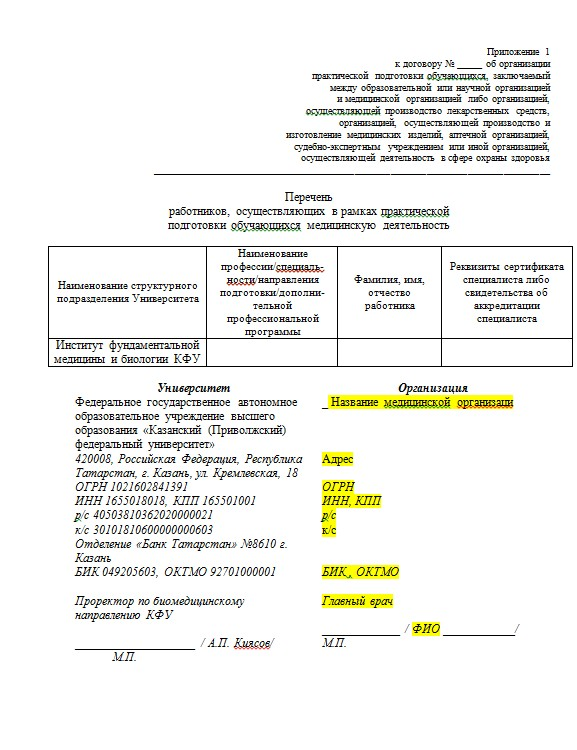 Приложение 1
к договору № _____ об организации
практической подготовки обучающихся, заключаемый
между образовательной или научной организацией
и медицинской организацией либо организацией,
осуществляющей производство лекарственных средств,
организацией, осуществляющей производство и
изготовление медицинских изделий, аптечной организацией,
судебно-экспертным учреждением или иной организацией,
осуществляющей деятельность в сфере охраны здоровья
Перечень
работников, осуществляющих в рамках практической
подготовки обучающихся медицинскую деятельность
Наименование структурного
подразделения Университета
Наименование
профессии/специаль-
ности/направления
подготовки/дополни-
тельной
профессиональной
программы
Фамилия, имя,
отчество
работника
Реквизиты сертификата
специалиста либо
свидетельства об
аккредитации
специалиста
Институт фундаментальной
медицины и биологии КФУ
Университет
Федеральное государственное автономное
образовательное учреждение высшего
образования «Казанский (Приволжский)
федеральный университет»
420008, Российская Федерация, Республика
Татарстан, г. Казань, ул. Кремлевская, 18
ОГРН 1021602841391
ИНН 1655018018, КПП 165501001
р/с 40503810362020000021
к/с 30101810600000000603
Отделение «Банк Татарстан» №8610 г.
Казань
БИК 049205603, ОКТМО 92701000001
Проректор по биомедицинскому
направлению КФУ
____________________ / А.П. Киясов/
М.П.
Организация
_ Название медицинской организаци
Адрес
ОГРН
ИНН, КПП
р/с
к/с
БИК , ОКТМО
Главный врач
_____________ / ФИО ____________/
М.П.